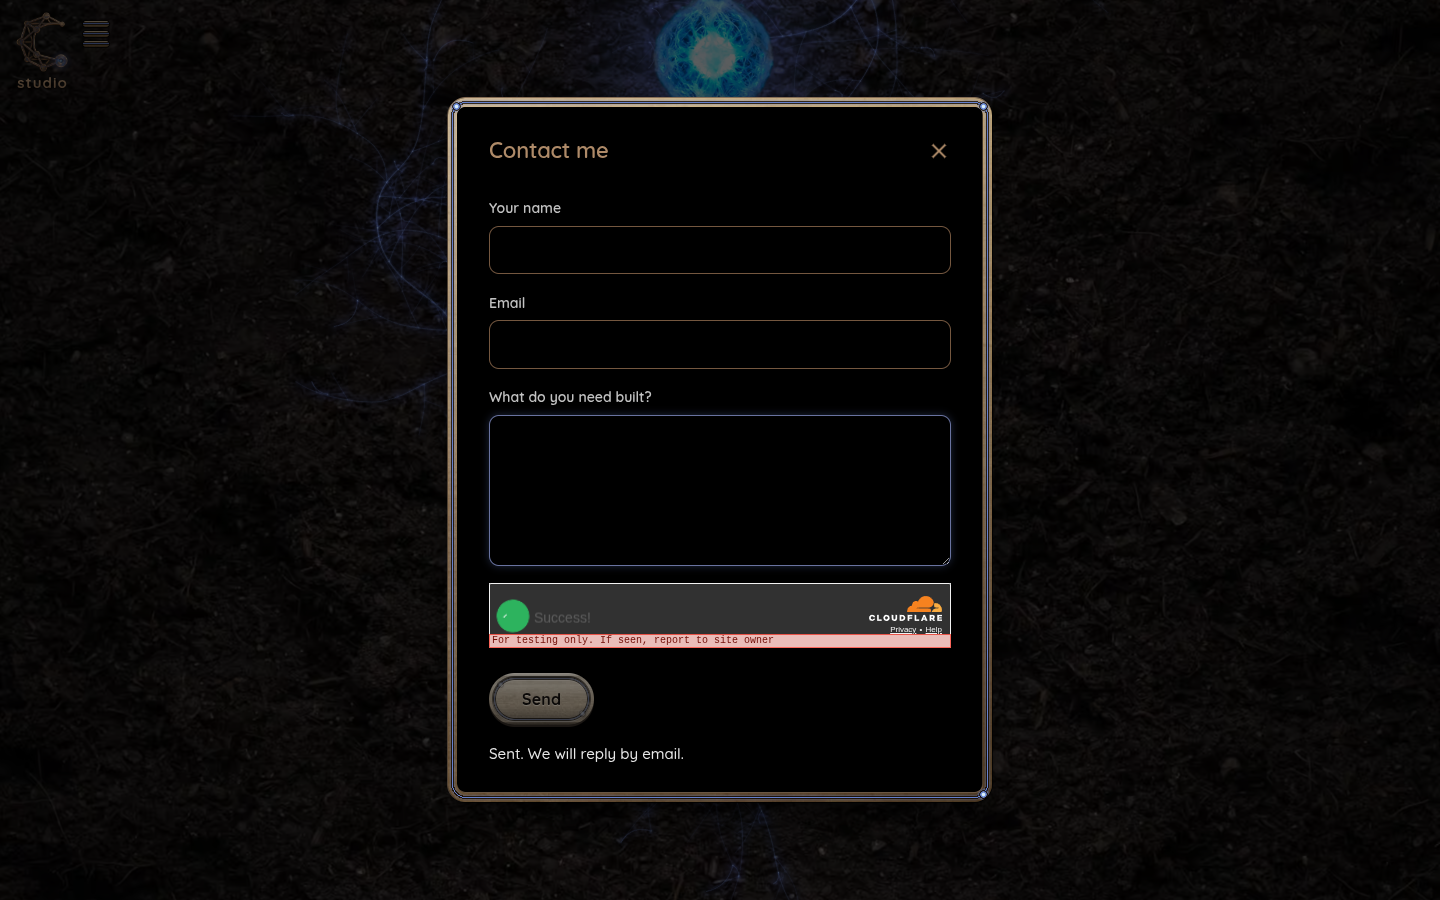 studio
Contact me
Your name
Email
What do you need built?
Success!
CLOUDFLARE
Privacy • Help
For testing only. If seen, report to site owner
Send
Sent. We will reply by email.